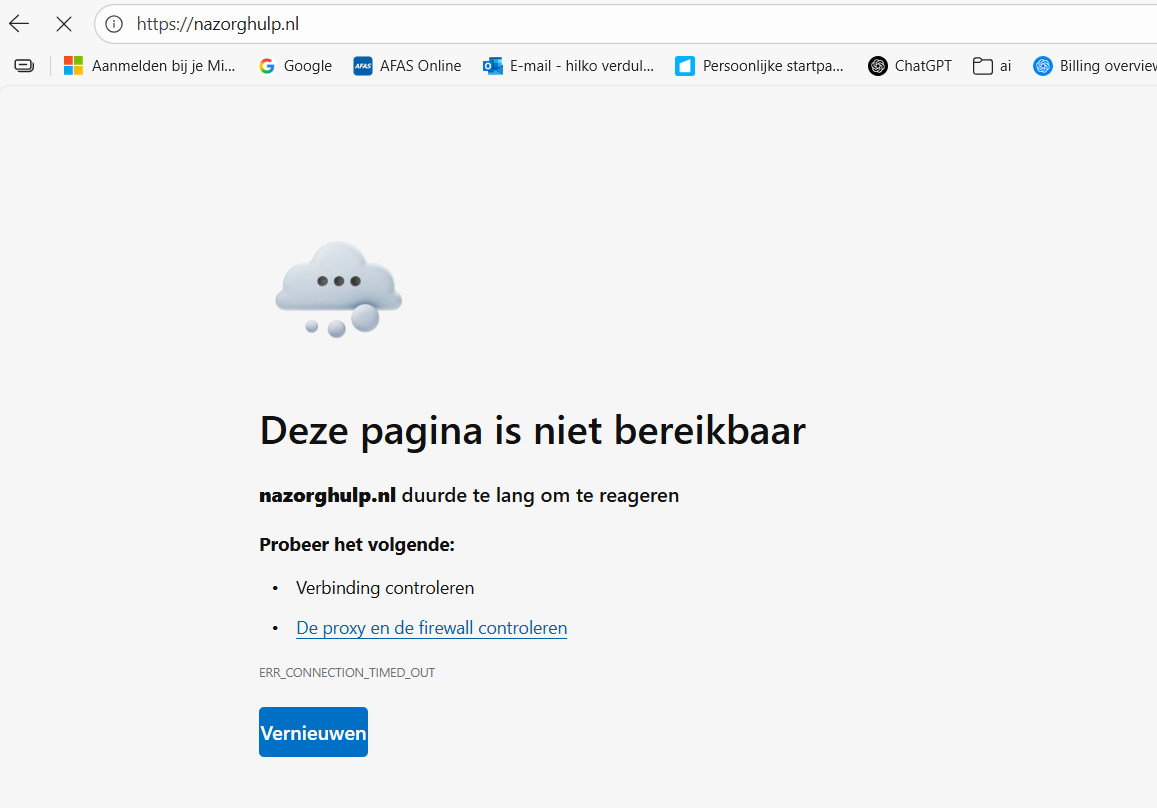 https://nazorghulp.nl
Aanmelden bij je Mi... Google AFAS AFAS Online E-mail - hilko verdul... Persoonlijke startpa... ChatGPT ai Billing overview
Deze pagina is niet bereikbaar
nazorghulp.nl duurde te lang om te reageren
Probeer het volgende:
• Verbinding controleren
• De proxy en de firewall controleren
ERR_CONNECTION_TIMED_OUT
Vernieuwen